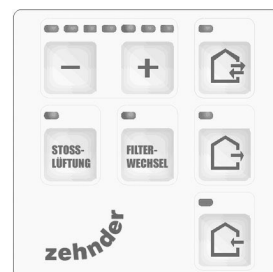 − +
STOSS-
LÜFTUNG
FILTER-
WECHSEL
zehnder